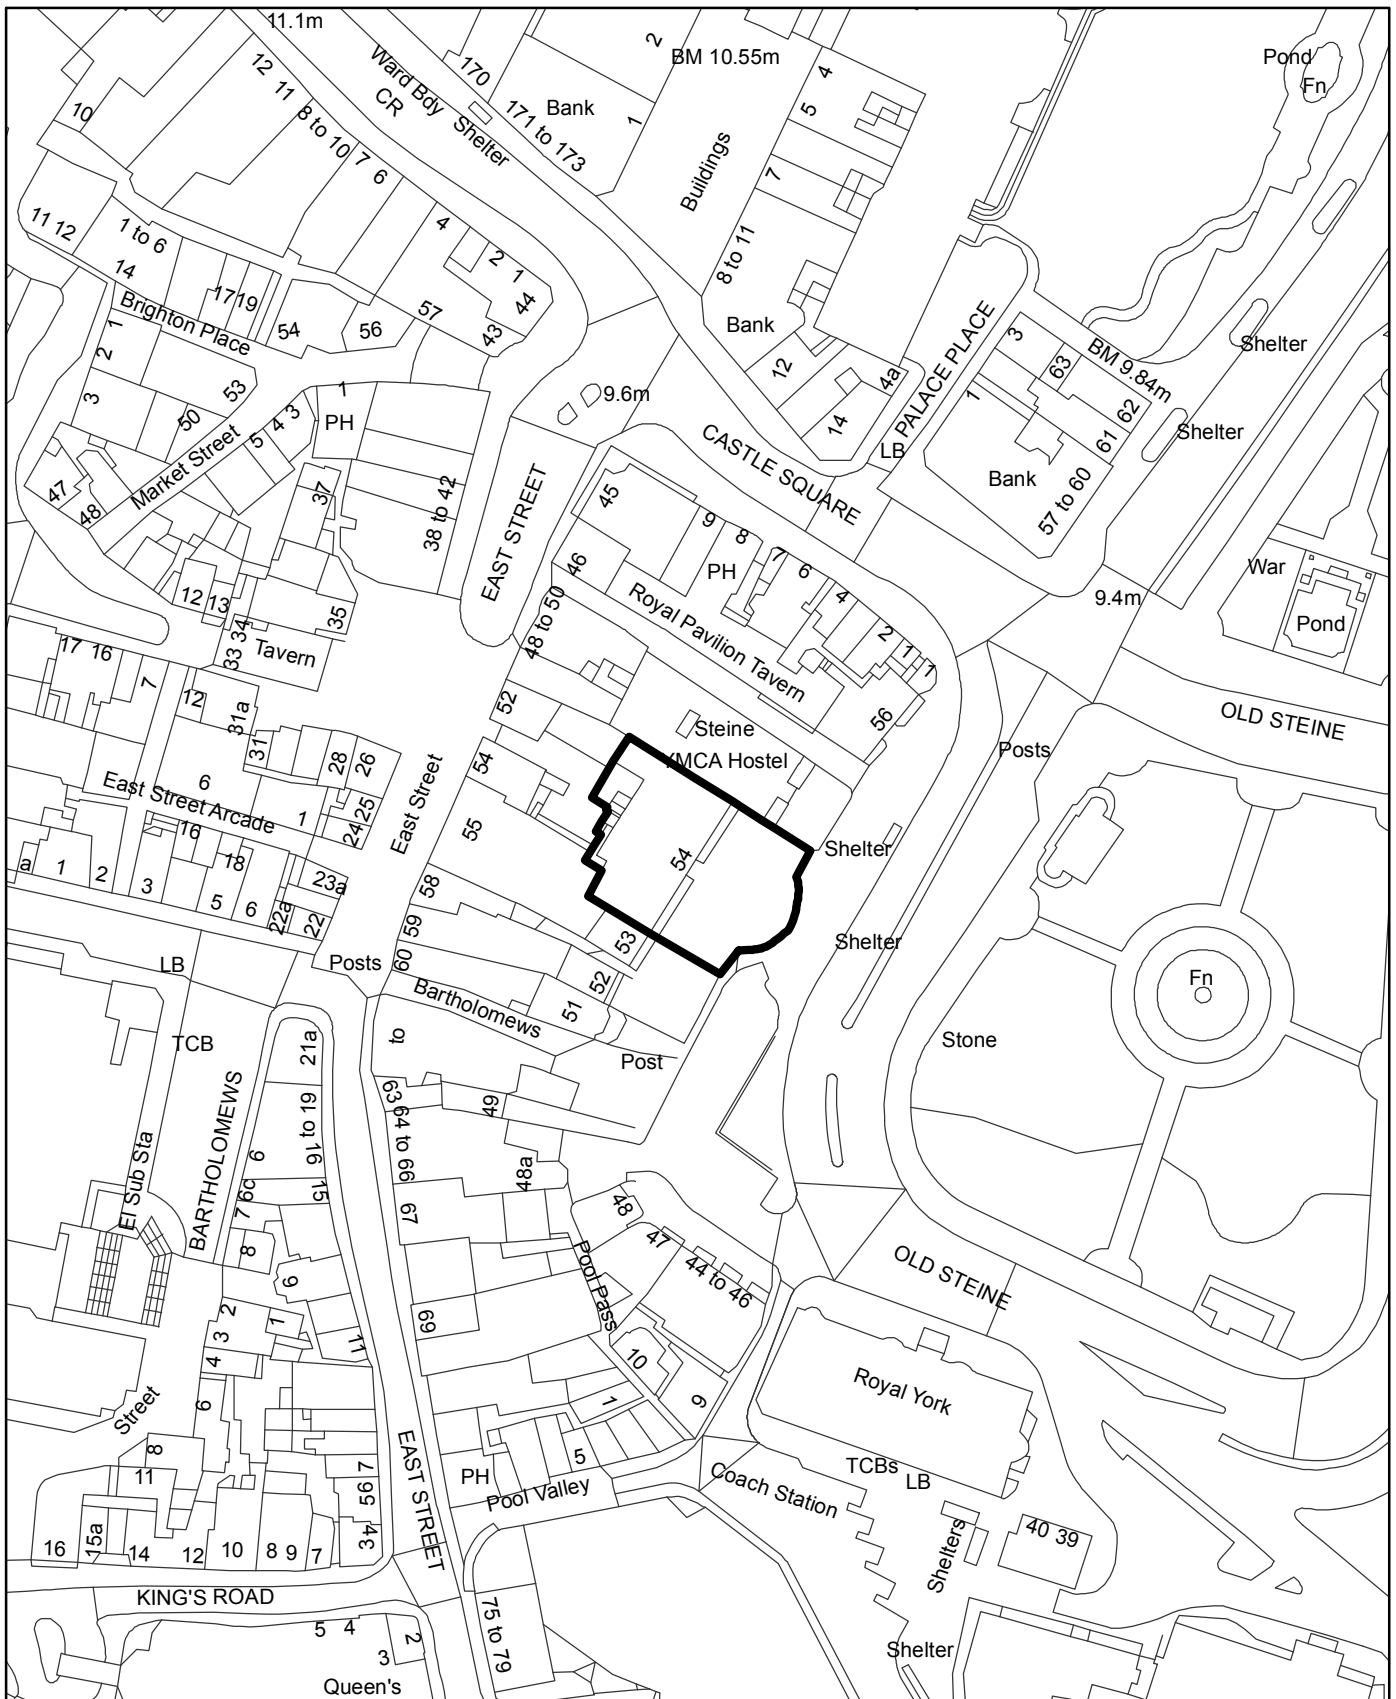 11.1m
Ward Bdy
CR
Shelter
170
171 to 173
Bank
1
2
BM 10.55m
Buildings
4
5
7
8 to 11
Bank
12
14
4a
Pond
Fn
12
11
8 to 10
7
6
4
2
1
44
43
57
56
54
10
11 12
1 to 6
14
17
19
Brighton Place
1
2
3
53
50
47
48
Market Street
5
4
3
1
PH
37
38 to 42
9.6m
EAST STREET
CASTLE SQUARE
PALACE PLACE
LB
3
63
BM 9.84m
62
61
1
Bank
57 to 60
Shelter
Shelter
War
Pond
9.4m
45
46
9
8
PH
7
6
4
2
1
1
Royal Pavilion Tavern
56
48 to 50
52
Steine
YMCA Hostel
54
55
54
53
52
51
58
59
60
12
13
33
34
35
Tavern
17
16
7
12
31a
31
28
26
25
24
6
1
East Street Arcade
East Street
16
18
23a
22a
22
a
1
2
3
5
6
LB
Posts
Bartholomews
to
TCB
21a
16 to 19
15
BARTHOLOMEWS
El Sub Sta
6
6c
7
8
9
11
2
3
4
1
6
Street
8
11
16
15a
14
12
10
8
9
7
7
56
34
KING'S ROAD
5
4
3
2
Queen's
EAST STREET
63
64 to 66
67
69
49
48a
48
47
44 to 46
Pool Pass
10
9
1
5
PH
Pool Valley
75 to 79
Post
Posts
OLD STEINE
Shelter
Shelter
Stone
Fn
OLD STEINE
Royal York
Coach Station
TCBs
LB
Shelters
40 39
Shelter